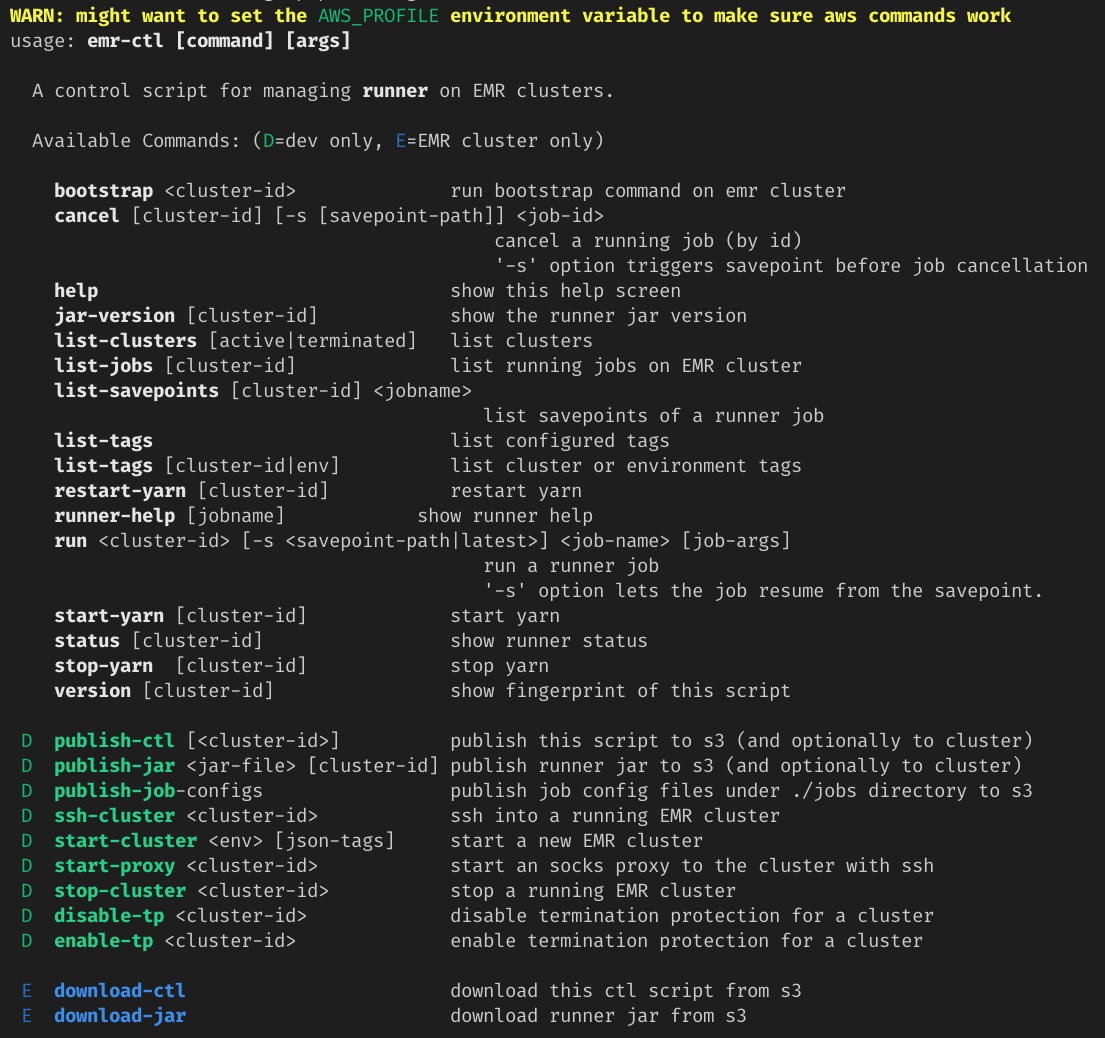 WARN: might want to set the AWS_PROFILE environment variable to make sure aws commands work
usage: emr-ctl [command] [args]
A control script for managing runner on EMR clusters.
Available Commands: (D=dev only, E=EMR cluster only)
bootstrap <cluster-id> run bootstrap command on emr cluster
cancel [cluster-id] [-s [savepoint-path]] <job-id>
cancel a running job (by id)
'-s' option triggers savepoint before job cancellation
help show this help screen
jar-version [cluster-id] show the runner jar version
list-clusters [active|terminated] list clusters
list-jobs [cluster-id] list running jobs on EMR cluster
list-savepoints [cluster-id] <jobname>
list savepoints of a runner job
list-tags list configured tags
list-tags [cluster-id|env] list cluster or environment tags
restart-yarn [cluster-id] restart yarn
runner-help [jobname] show runner help
run <cluster-id> [-s <savepoint-path|latest>] <job-name> [job-args]
run a runner job
'-s' option lets the job resume from the savepoint.
start-yarn [cluster-id] start yarn
status [cluster-id] show runner status
stop-yarn [cluster-id] stop yarn
version [cluster-id] show fingerprint of this script
D publish-ctl [<cluster-id>] publish this script to s3 (and optionally to cluster)
D publish-jar <jar-file> [cluster-id] publish runner jar to s3 (and optionally to cluster)
D publish-job-configs publish job config files under ./jobs directory to s3
D ssh-cluster <cluster-id> ssh into a running EMR cluster
D start-cluster <env> [json-tags] start a new EMR cluster
D start-proxy <cluster-id> start an socks proxy to the cluster with ssh
D stop-cluster <cluster-id> stop a running EMR cluster
D disable-tp <cluster-id> disable termination protection for a cluster
D enable-tp <cluster-id> enable termination protection for a cluster
E download-ctl download this ctl script from s3
E download-jar download runner jar from s3